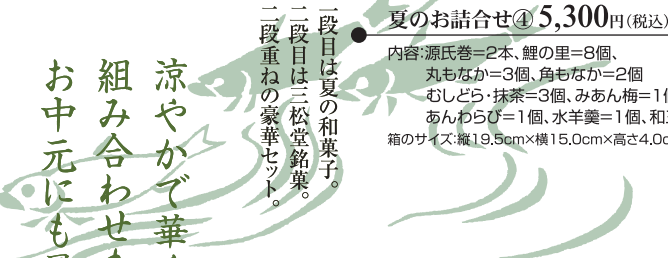 夏のお詰合せ④ 5,300円(税込)
内容:源氏巻=2本、鯉の里=8個、
丸もなか=3個、角もなか=2個
むしどら・抹茶=3個、みあん梅=1
あんわらび=1個、水羊羹=1個、和
箱のサイズ:縦19.5cm×横15.0cm×高さ4.0c
一段目は夏の和菓子。
二段目は三松堂銘菓。
二段重ねの豪華セット。
涼やかで華
組み合わせ
お中元にも